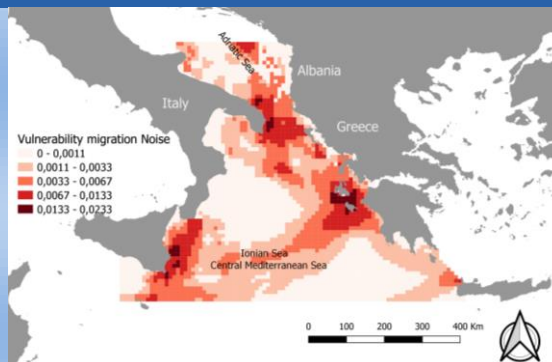 Adriatic Sea
Albania
Italy
Greece
Vulnerability migration Noise
0 - 0,0011
0,0011 - 0,0033
0,0033 - 0,0067
0,0067 - 0,0133
0,0133 - 0,0233
Ionian Sea
Central Mediterranean Sea
0 100 200 300 400 Km